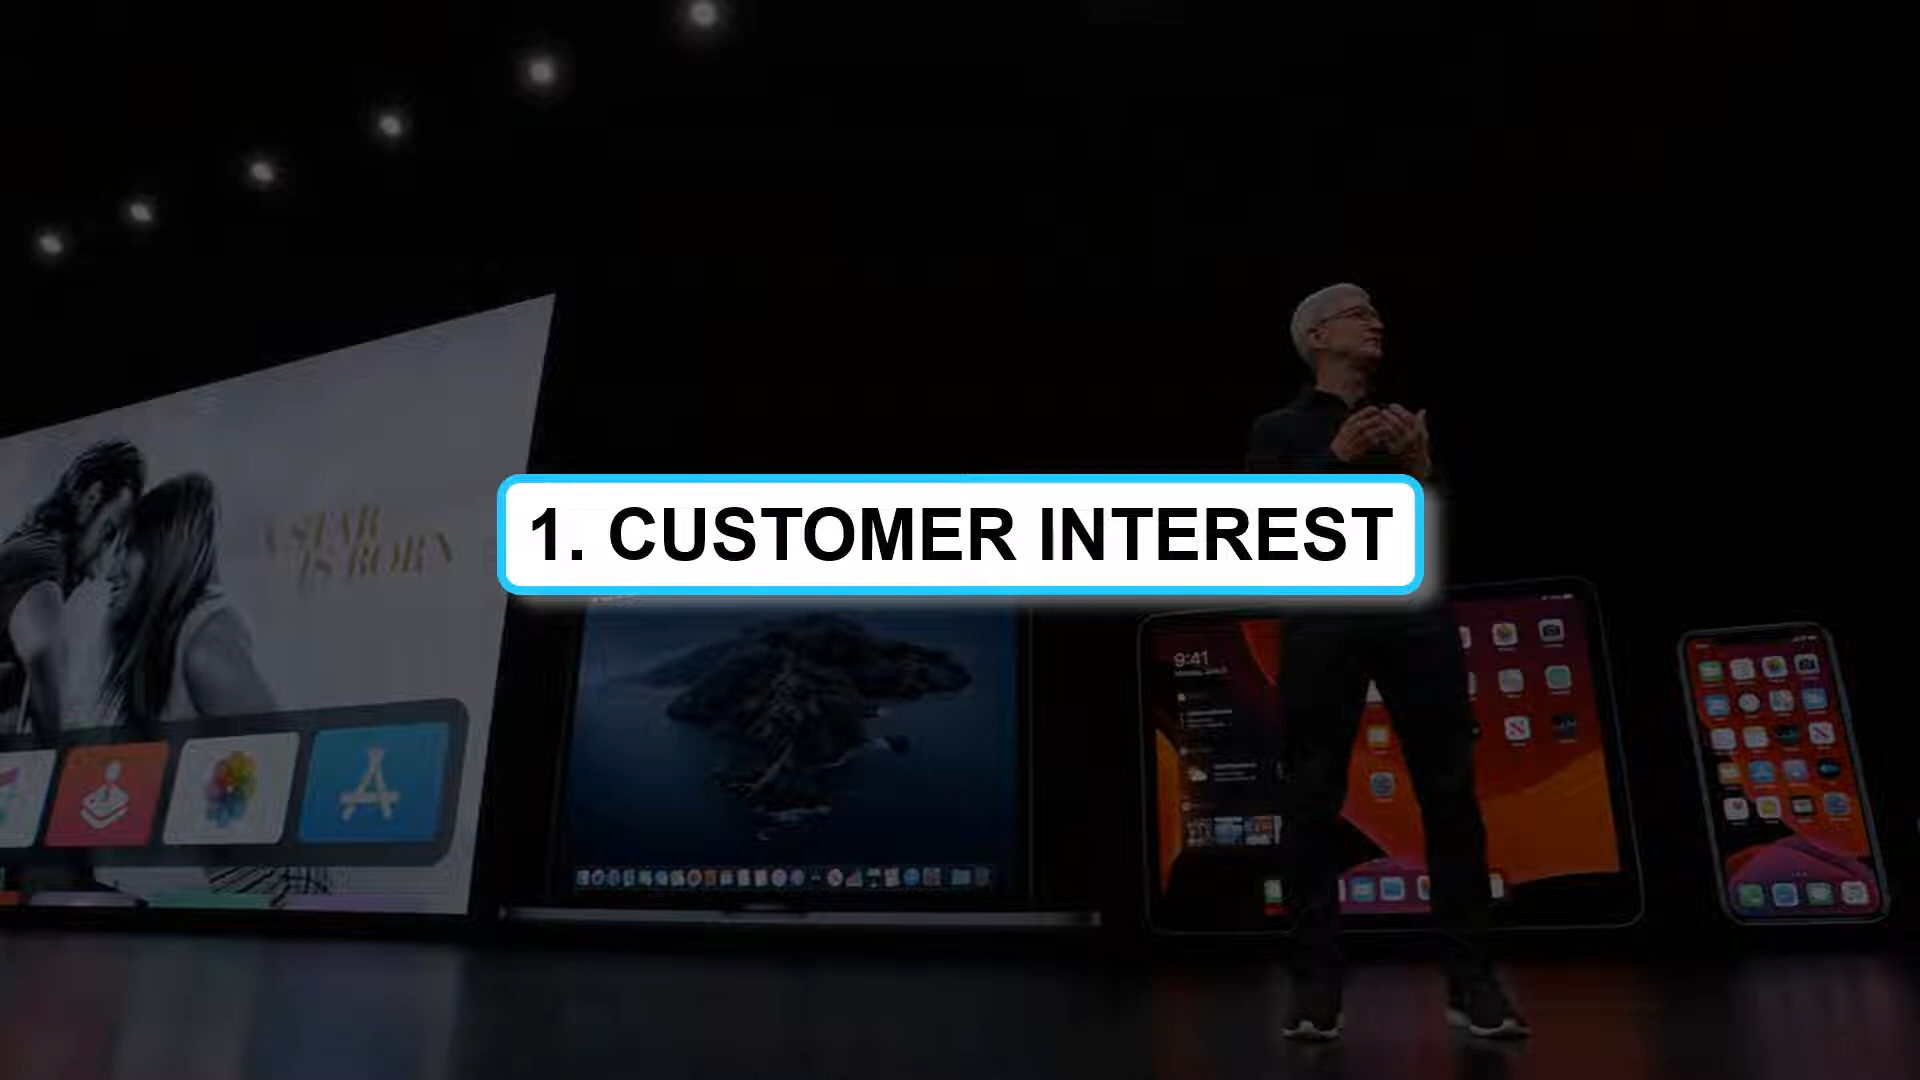 1. CUSTOMER INTEREST
A STAR
IS BORN
9:41